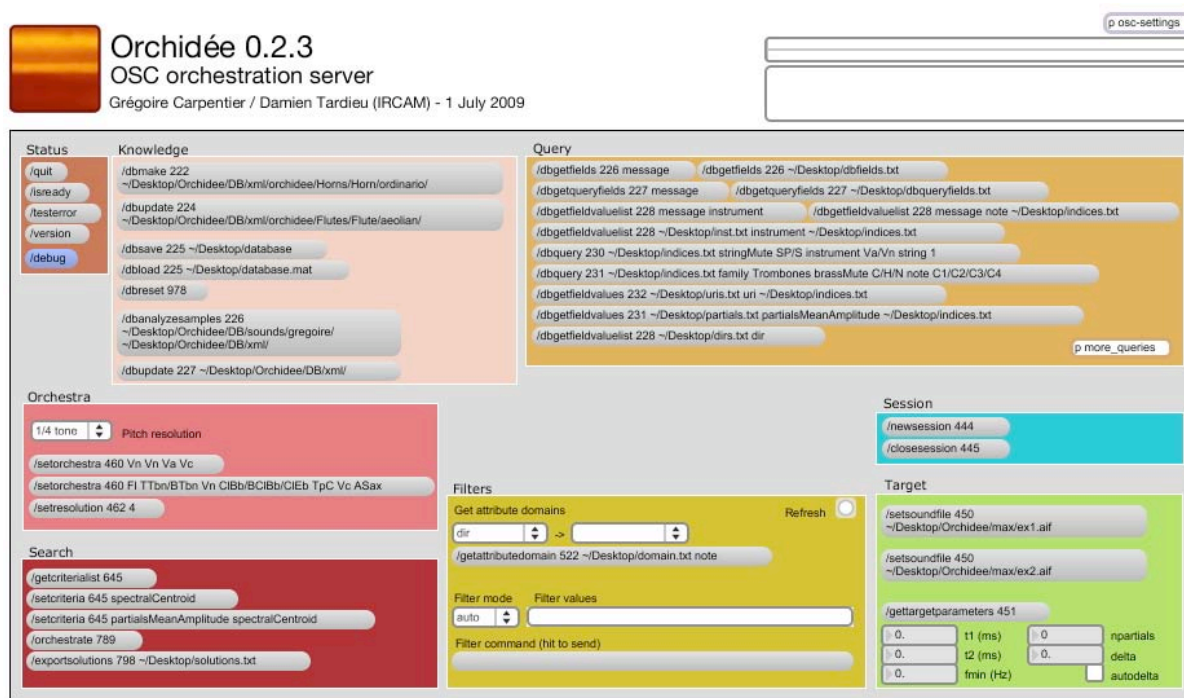 p osc-settings
Orchidée 0.2.3
OSC orchestration server
Grégoire Carpentier / Damien Tardieu (IRCAM) - 1 July 2009
Status
/quit
/isready
/testerror
/version
/debug
Knowledge
/dbmake 222
~/Desktop/Orchidee/DB/xml/orchidee/Horns/Horn/ordinario/
/dbupdate 224
~/Desktop/Orchidee/DB/xml/orchidee/Flutes/Flute/aeolian/
/dbsave 225 ~/Desktop/database
/dbload 225 ~/Desktop/database.mat
/dbreset 978
/dbanalyzesamples 226
~/Desktop/Orchidee/DB/sounds/gregoire/
~/Desktop/Orchidee/DB/xml/
/dbupdate 227 ~/Desktop/Orchidee/DB/xml/
Query
/dbgetfields 226 message /dbgetfields 226 ~/Desktop/dbfields.txt
/dbgetqueryfields 227 message /dbgetqueryfields 227 ~/Desktop/dbqueryfields.txt
/dbgetfieldvaluelist 228 message instrument /dbgetfieldvaluelist 228 message note ~/Desktop/indices.txt
/dbgetfieldvaluelist 228 ~/Desktop/inst.txt instrument ~/Desktop/indices.txt
/dbquery 230 ~/Desktop/indices.txt stringMute SP/S instrument Va/Vn string 1
/dbquery 231 ~/Desktop/indices.txt family Trombones brassMute C/H/N note C1/C2/C3/C4
/dbgetfieldvalues 232 ~/Desktop/uris.txt uri ~/Desktop/indices.txt
/dbgetfieldvalues 231 ~/Desktop/partials.txt partialsMeanAmplitude ~/Desktop/indices.txt
/dbgetfieldvaluelist 228 ~/Desktop/dirs.txt dir
p more_queries
Orchestra
1/4 tone Pitch resolution
/setorchestra 460 Vn Vn Va Vc
/setorchestra 460 Fl TTbn/BTbn Vn ClBb/BClBb/ClEb TpC Vc ASax
/setresolution 462 4
Search
/getcriterialist 645
/setcriteria 645 spectralCentroid
/setcriteria 645 partialsMeanAmplitude spectralCentroid
/orchestrate 789
/exportsolutions 798 ~/Desktop/solutions.txt
Filters
Get attribute domains Refresh
dir ->
/getattributedomain 522 ~/Desktop/domain.txt note
Filter mode Filter values
auto
Filter command (hit to send)
Session
/newsession 444
/closesession 445
Target
/setsoundfile 450
~/Desktop/Orchidee/max/ex1.aif
/setsoundfile 450
~/Desktop/Orchidee/max/ex2.aif
/gettargetparameters 451
0. t1 (ms) 0 npartials
0. t2 (ms) 0. delta
0. fmin (Hz) autodelta